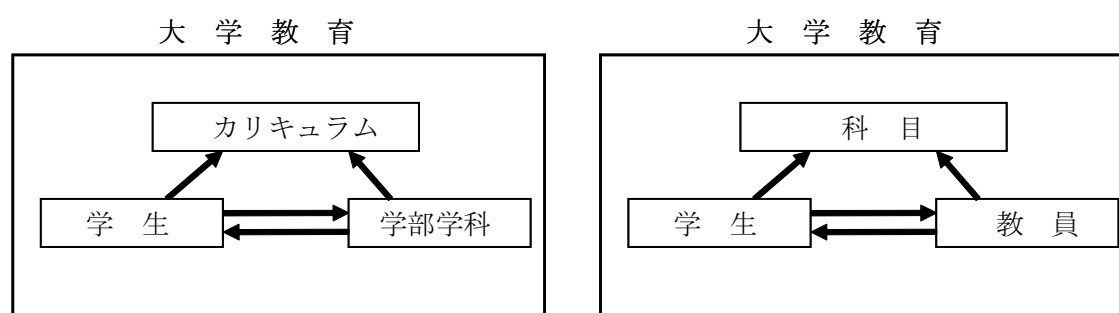 大 学 教 育
カリキュラム
学 生
学部学科
大 学 教 育
科 目
学 生
教 員